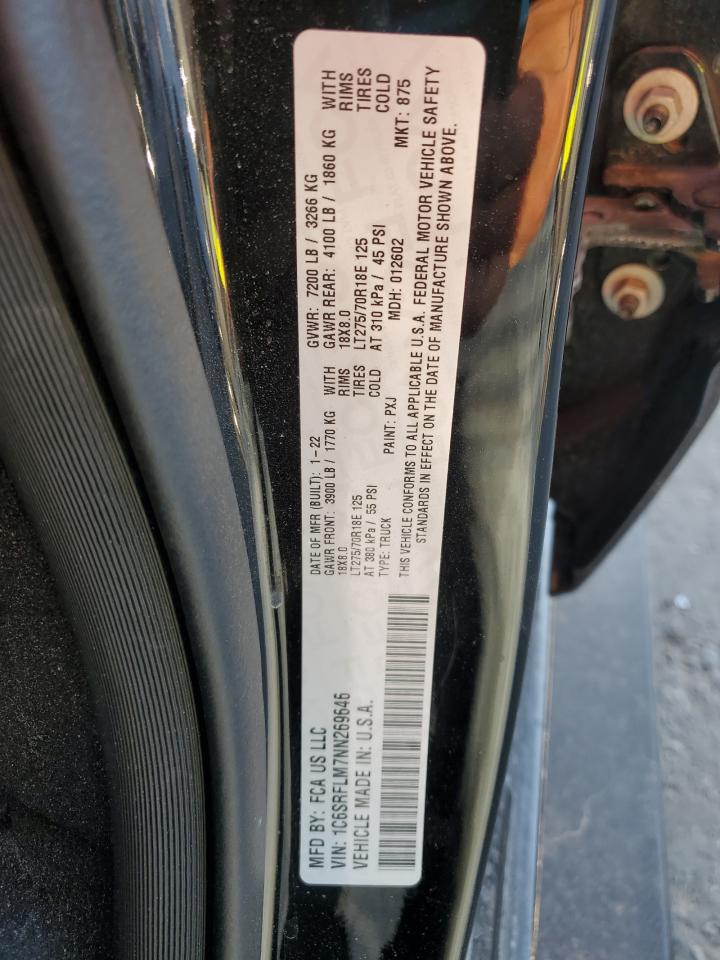 MFD BY: FCA US LLC
VIN: 1C6SRFLM7NN269646
VEHICLE MADE IN: U.S.A.
DATE OF MFR (BUILT): 1-22
GVWR: 7200 LB / 3266 KG
GAWR FRONT: 3900 LB / 1770 KG WITH
GAWR REAR: 4100 LB / 1860 KG WITH
18X8.0 RIMS
18X8.0 RIMS
LT275/70R18E 125 TIRES
LT275/70R18E 125 TIRES
AT 380 kPa / 55 PSI COLD
AT 310 kPa / 45 PSI COLD
TYPE: TRUCK PAINT: PXJ MDH: 012602 MKT: 875
THIS VEHICLE CONFORMS TO ALL APPLICABLE U.S.A. FEDERAL MOTOR VEHICLE SAFETY
STANDARDS IN EFFECT ON THE DATE OF MANUFACTURE SHOWN ABOVE.